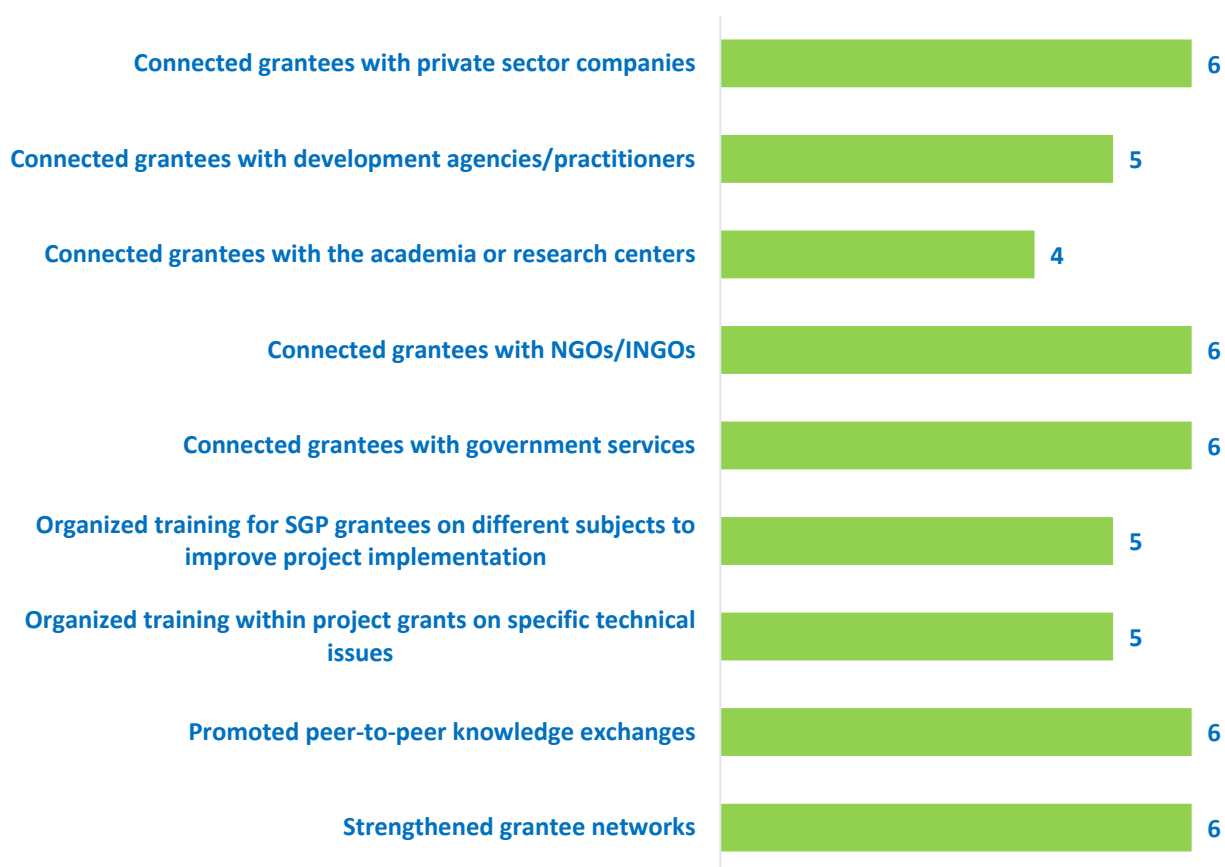 Connected grantees with private sector companies
6
Connected grantees with development agencies/practitioners
5
Connected grantees with the academia or research centers
4
Connected grantees with NGOs/INGOs
6
Connected grantees with government services
6
Organized training for SGP grantees on different subjects to
improve project implementation
5
Organized training within project grants on specific technical
issues
5
Promoted peer-to-peer knowledge exchanges
6
Strengthened grantee networks
6